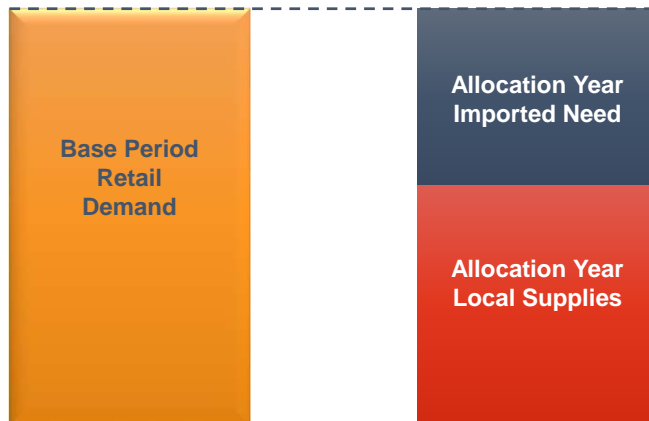 Base Period
Retail
Demand
Allocation Year
Imported Need
Allocation Year
Local Supplies